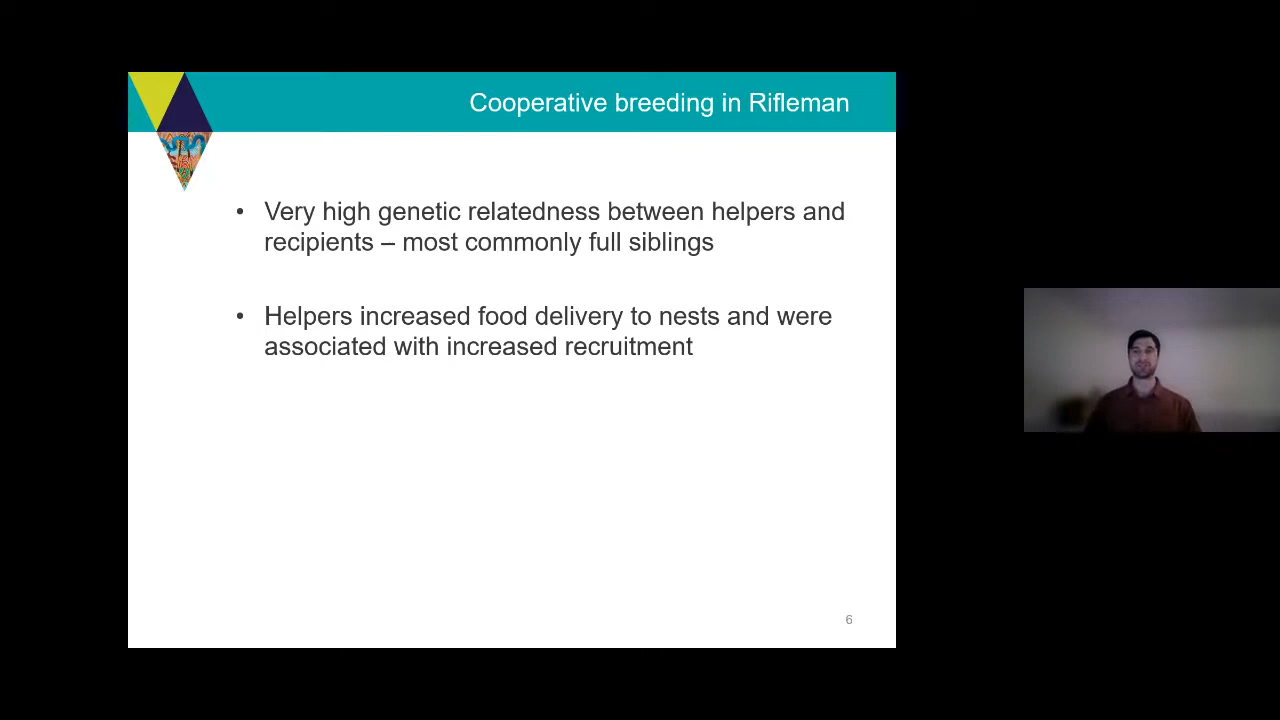 Cooperative breeding in Rifleman
• Very high genetic relatedness between helpers and
recipients – most commonly full siblings
• Helpers increased food delivery to nests and were
associated with increased recruitment
6